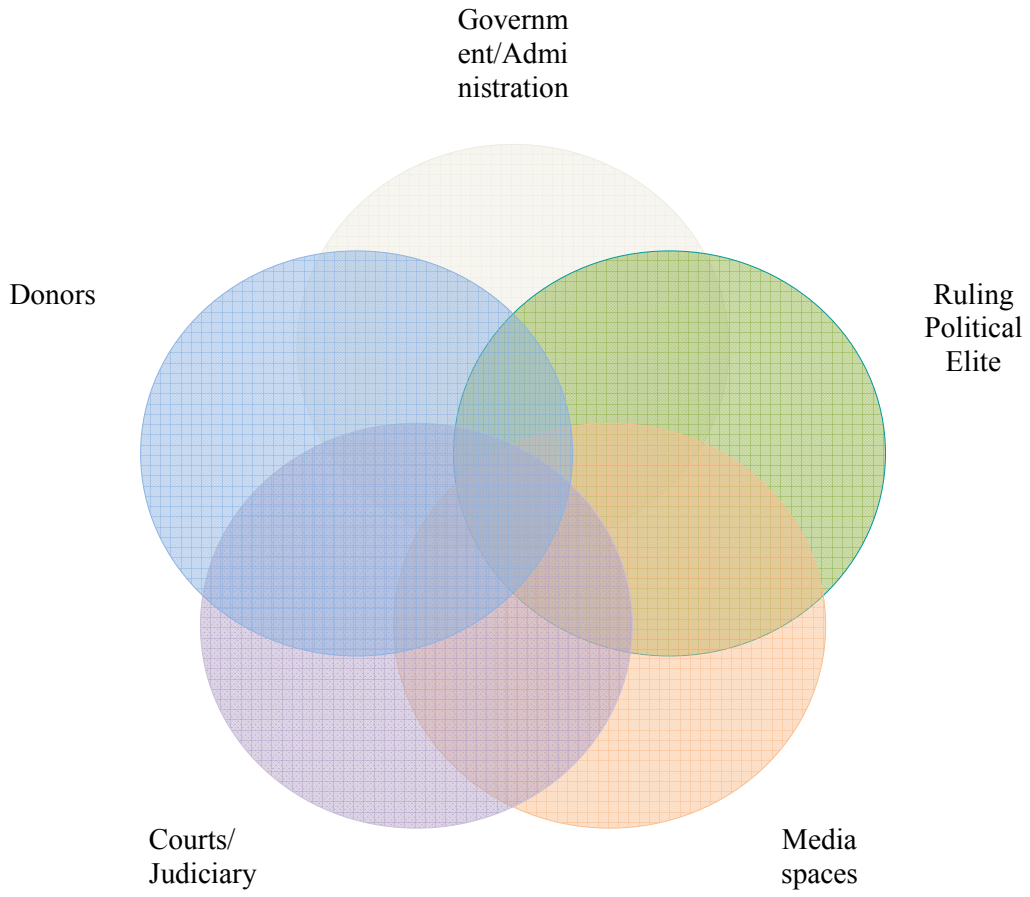 Governm
ent/Admi
nistration
Donors
Ruling
Political
Elite
Courts/
Judiciary
Media
spaces